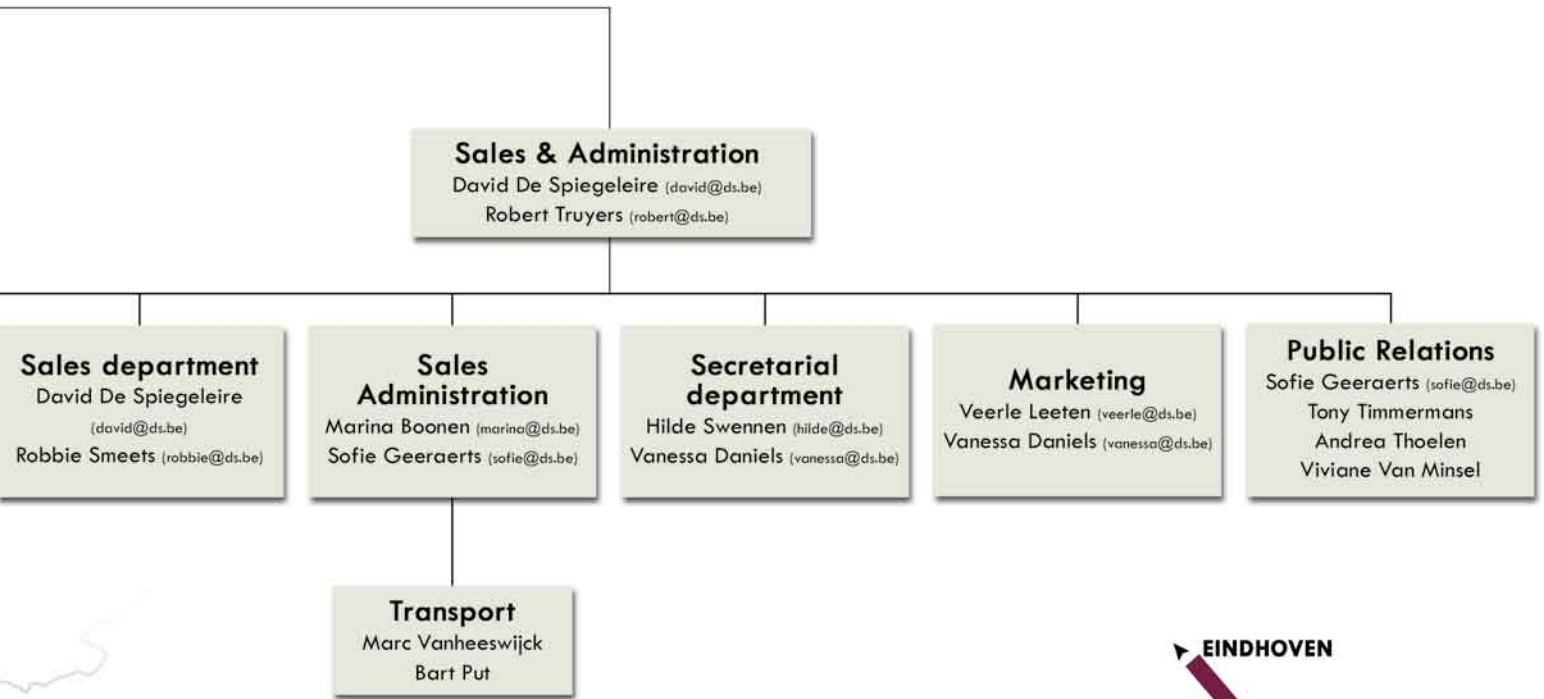 Sales & Administration
David De Spiegeleire (david@ds.be)
Robert Truyers (robert@ds.be)
Sales department
David De Spiegeleire
(david@ds.be)
Robbie Smeets (robbie@ds.be)
Sales
Administration
Marina Boonen (marina@ds.be)
Sofie Geeraerts (sofie@ds.be)
Secretarial
department
Hilde Swennen (hilde@ds.be)
Vanessa Daniels (vanessa@ds.be)
Marketing
Veerle Leeten (veerle@ds.be)
Vanessa Daniels (vanessa@ds.be)
Public Relations
Sofie Geeraerts (sofie@ds.be)
Tony Timmermans
Andrea Thoelen
Viviane Van Minsel
Transport
Marc Vanheeswijck
Bart Put
EINDHOVEN